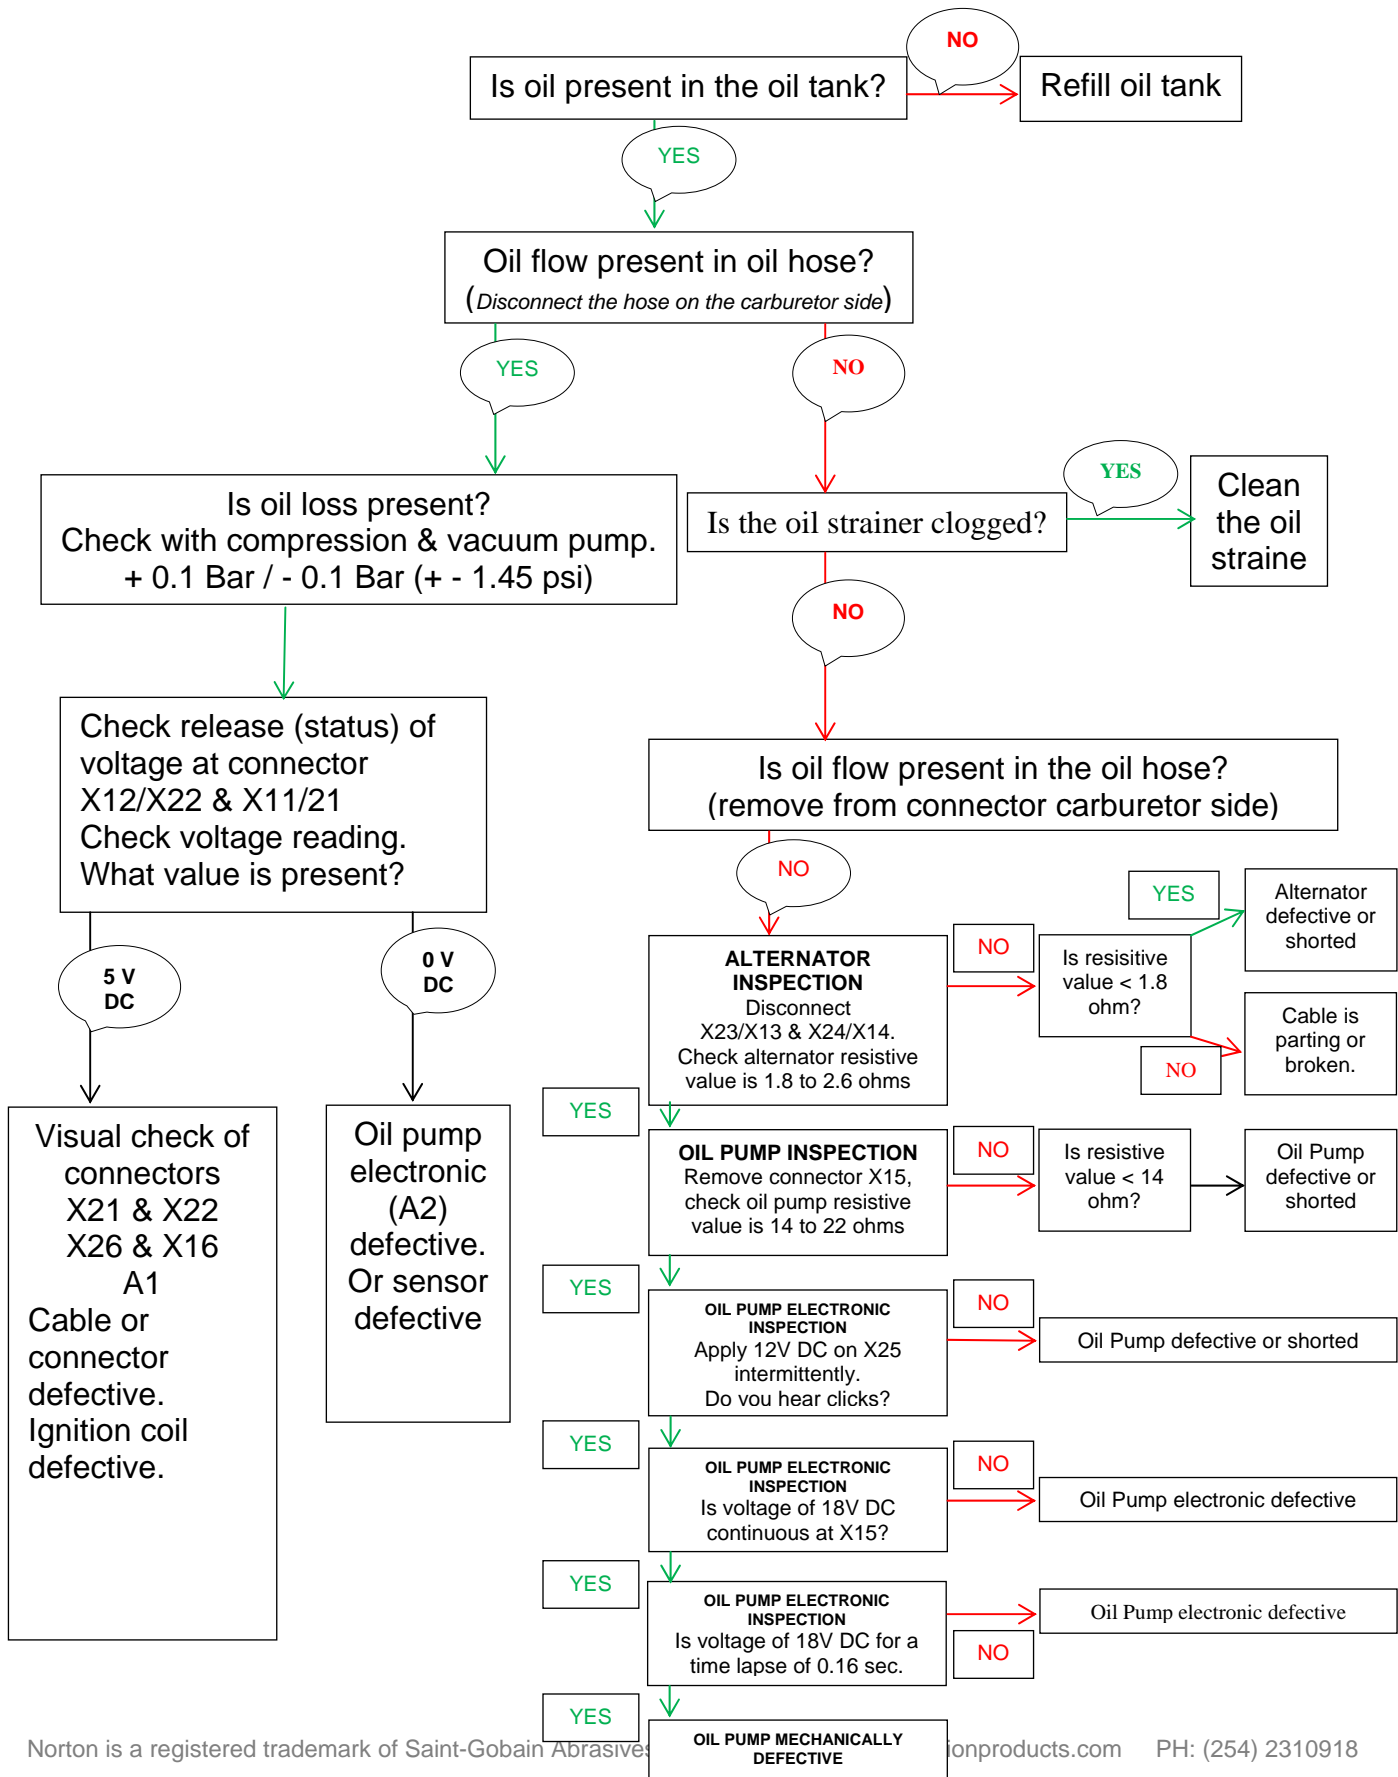 NO
Is oil present in the oil tank?
Refill oil tank
YES
Oil flow present in oil hose?
(Disconnect the hose on the carburetor side)
YES
NO
Is oil loss present?
Check with compression & vacuum pump.
+ 0.1 Bar / - 0.1 Bar (+ - 1.45 psi)
Is the oil strainer clogged?
YES
Clean
the oil
straine
NO
Check release (status) of
voltage at connector
X12/X22 & X11/21
Check voltage reading.
What value is present?
Is oil flow present in the oil hose?
(remove from connector carburetor side)
NO
5 V
DC
0 V
DC
Visual check of
connectors
X21 & X22
X26 & X16
A1
Cable or
connector
defective.
Ignition coil
defective.
Oil pump
electronic
(A2)
defective.
Or sensor
defective
ALTERNATOR
INSPECTION
Disconnect
X23/X13 & X24/X14.
Check alternator resistive
value is 1.8 to 2.6 ohms
NO
Is resisitive
value < 1.8
ohm?
YES
Alternator
defective or
shorted
NO
Cable is
parting or
broken.
YES
OIL PUMP INSPECTION
Remove connector X15,
check oil pump resistive
value is 14 to 22 ohms
NO
Is resistive
value < 14
ohm?
Oil Pump
defective or
shorted
YES
OIL PUMP ELECTRONIC
INSPECTION
Apply 12V DC on X25
intermittently.
Do you hear clicks?
NO
Oil Pump defective or shorted
YES
OIL PUMP ELECTRONIC
INSPECTION
Is voltage of 18V DC
continuous at X15?
NO
Oil Pump electronic defective
YES
OIL PUMP ELECTRONIC
INSPECTION
Is voltage of 18V DC for a
time lapse of 0.16 sec.
NO
Oil Pump electronic defective
YES
OIL PUMP MECHANICALLY
DEFECTIVE
Norton is a registered trademark of Saint-Gobain Abrasives ionproducts.com PH: (254) 2310918